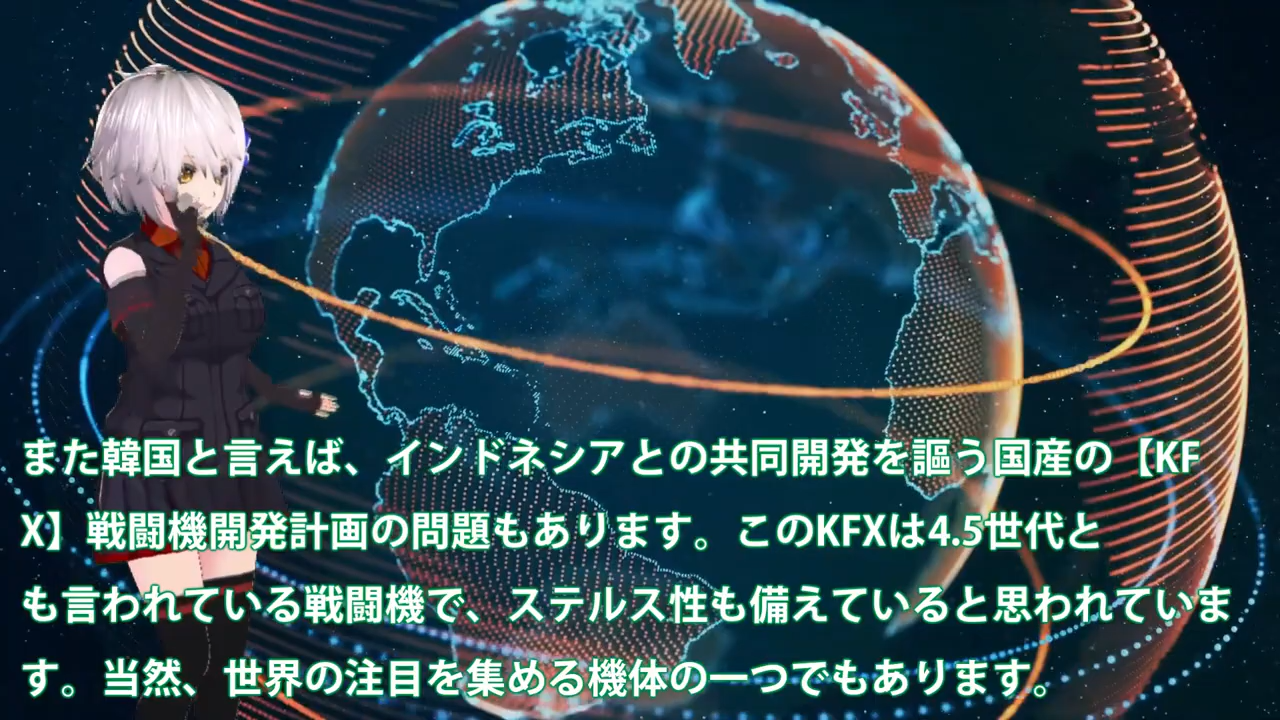 また韓国と言えば、インドネシアとの共同開発を謳う国産の【KF
X】戦闘機開発計画の問題もあります。このKFXは4.5世代と
も言われている戦闘機で、ステルス性も備えていると思われていま
す。当然、世界の注目を集める機体の一つでもあります。